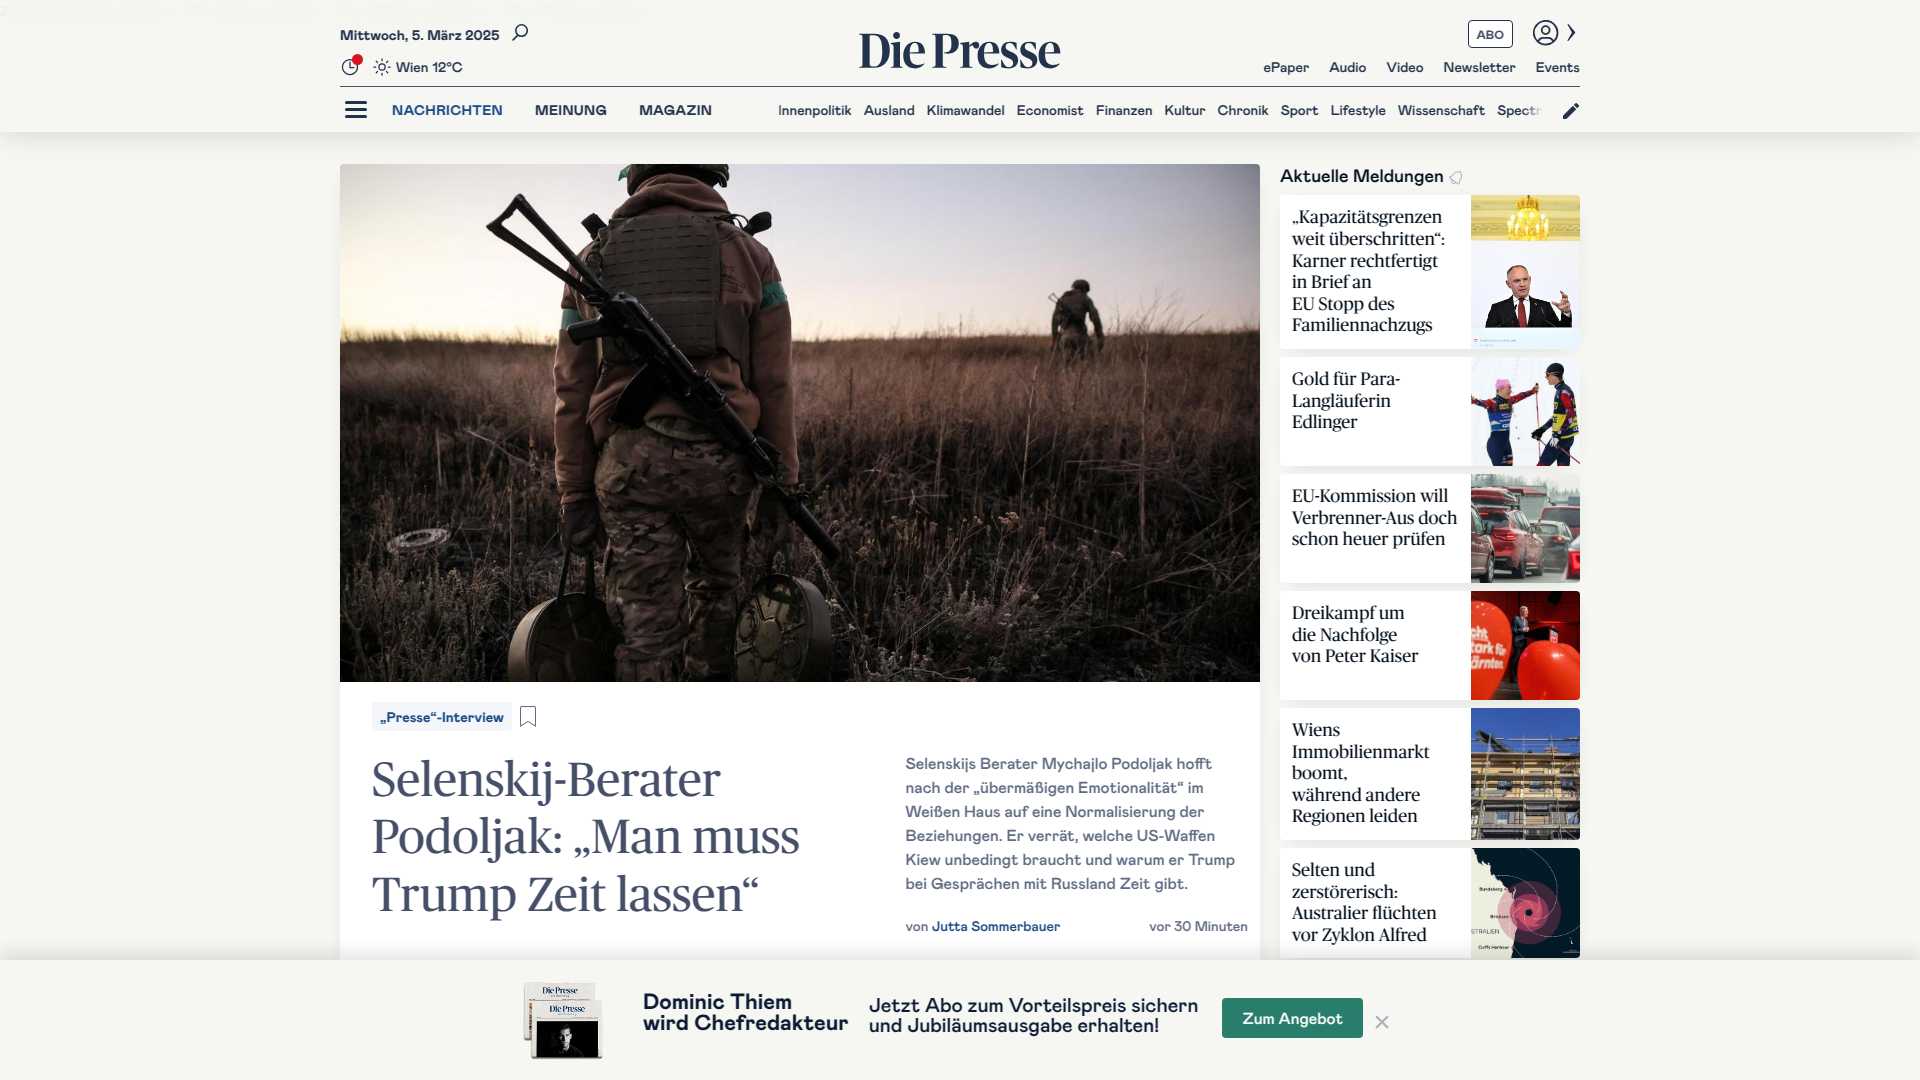 Mittwoch, 5. März 2025
Wien 12°C
Die Presse
ABO
ePaper Audio Video Newsletter Events
NACHRICHTEN MEINUNG MAGAZIN
Innenpolitik Ausland Klimawandel Economist Finanzen Kultur Chronik Sport Lifestyle Wissenschaft Spectr
„Presse“-Interview
Selenskij-Berater
Podoljak: „Man muss
Trump Zeit lassen“
Selenskijs Berater Mychajlo Podoljak hofft
nach der „übermäßigen Emotionalität“ im
Weißen Haus auf eine Normalisierung der
Beziehungen. Er verrät, welche US-Waffen
Kiew unbedingt braucht und warum er Trump
bei Gesprächen mit Russland Zeit gibt.
von Jutta Sommerbauer
vor 30 Minuten
Aktuelle Meldungen
„Kapazitätsgrenzen
weit überschritten“:
Karner rechtfertigt
in Brief an
EU Stopp des
Familiennachzugs
Gold für Para-
Langläuferin
Edlinger
EU-Kommission will
Verbrenner-Aus doch
schon heuer prüfen
Dreikampf um
die Nachfolge
von Peter Kaiser
cht
tark für
ärnten.
Wiens
Immobilienmarkt
boomt,
während andere
Regionen leiden
Selten und
zerstörerisch:
Australier flüchten
vor Zyklon Alfred
Bundaberg
STRALIEN
Die Presse
Die Presse
Dominic Thiem
wird Chefredakteur
Jetzt Abo zum Vorteilspreis sichern
und Jubiläumsausgabe erhalten!
Zum Angebot